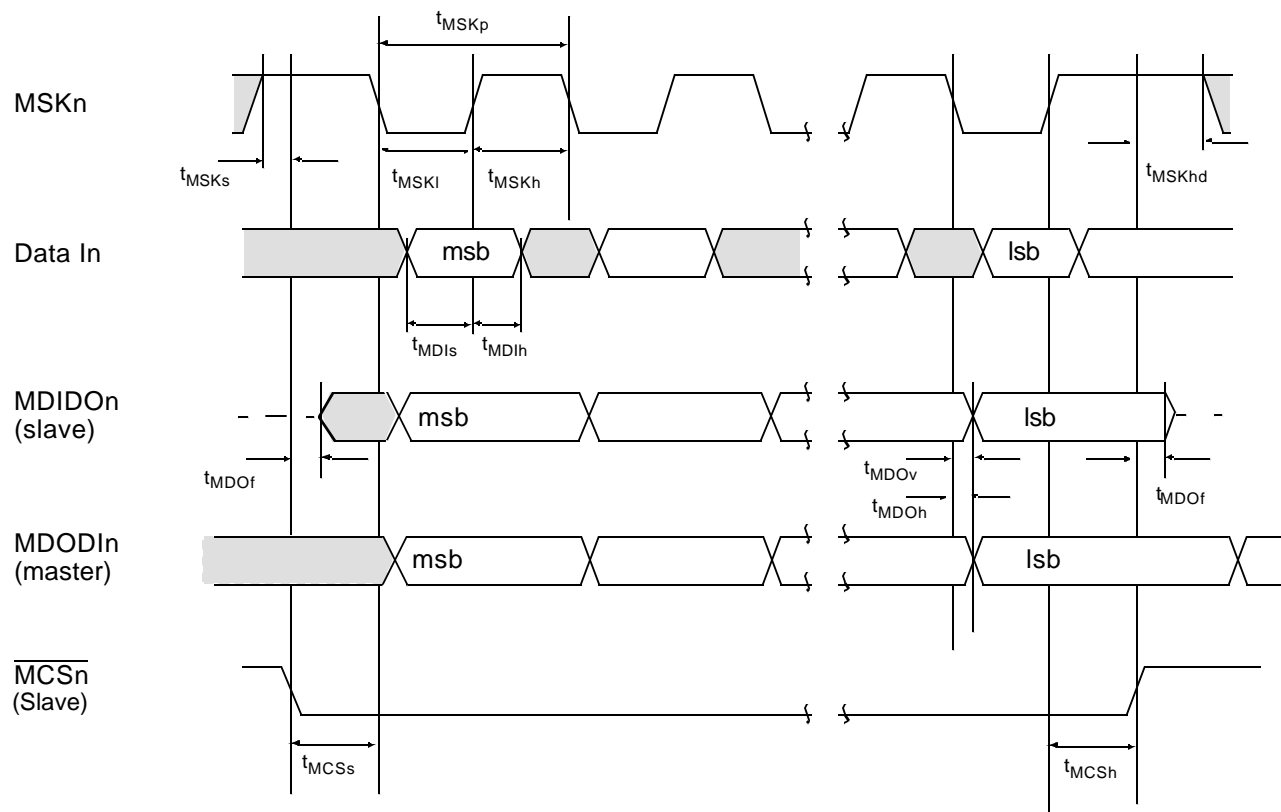 tMSKp
MSKn
tMSKs
tMSKl
tMSKh
tMSKhd
Data In
msb
lsb
tMDIs
tMDIh
MDIDOn
(slave)
msb
lsb
tMDOf
tMDOv
tMDOf
tMDOh
MDODIn
(master)
msb
lsb
MCSn
(Slave)
tMCSs
tMCSh